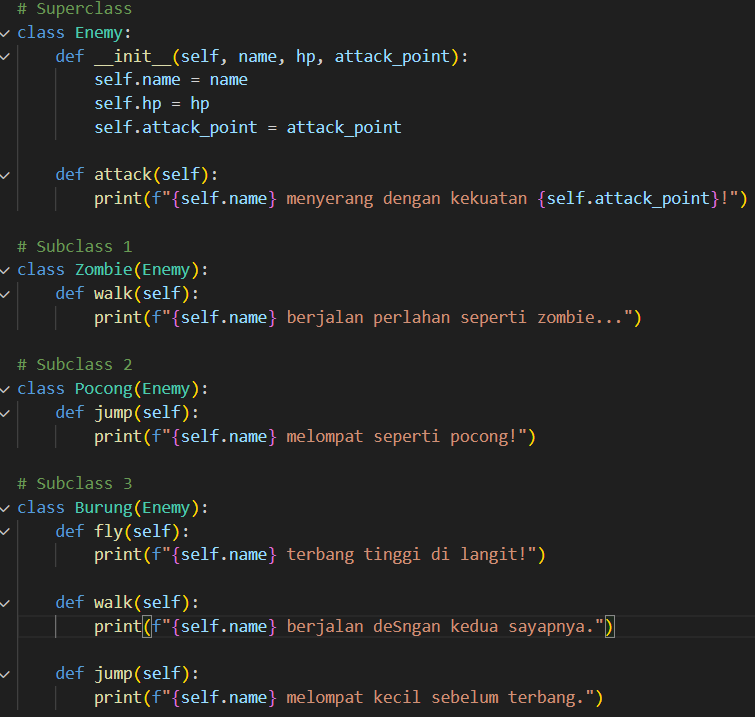 # Superclass
class Enemy:
    def __init__(self, name, hp, attack_point):
        self.name = name
        self.hp = hp
        self.attack_point = attack_point
    def attack(self):
        print(f"{self.name} menyerang dengan kekuatan {self.attack_point}!")
# Subclass 1
class Zombie(Enemy):
    def walk(self):
        print(f"{self.name} berjalan perlahan seperti zombie...")
# Subclass 2
class Pocong(Enemy):
    def jump(self):
        print(f"{self.name} melompat seperti pocong!")
# Subclass 3
class Burung(Enemy):
    def fly(self):
        print(f"{self.name} terbang tinggi di langit!")
    def walk(self):
        print(f"{self.name} berjalan deSngan kedua sayapnya.")
    def jump(self):
        print(f"{self.name} melompat kecil sebelum terbang.")